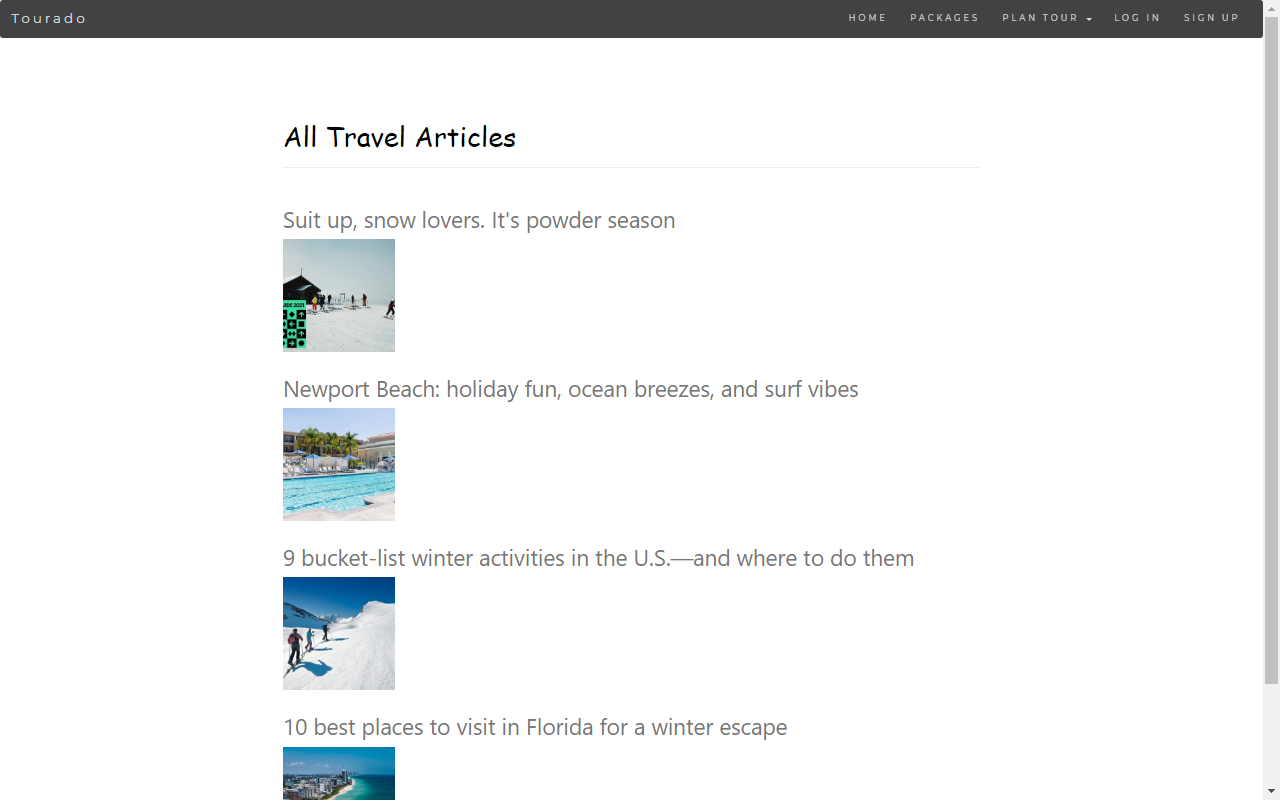 Tourado
HOME
PACKAGES
PLAN TOUR
LOG IN
SIGN UP
All Travel Articles
Suit up, snow lovers. It's powder season
UIDE 2021
Newport Beach: holiday fun, ocean breezes, and surf vibes
9 bucket-list winter activities in the U.S.—and where to do them
10 best places to visit in Florida for a winter escape